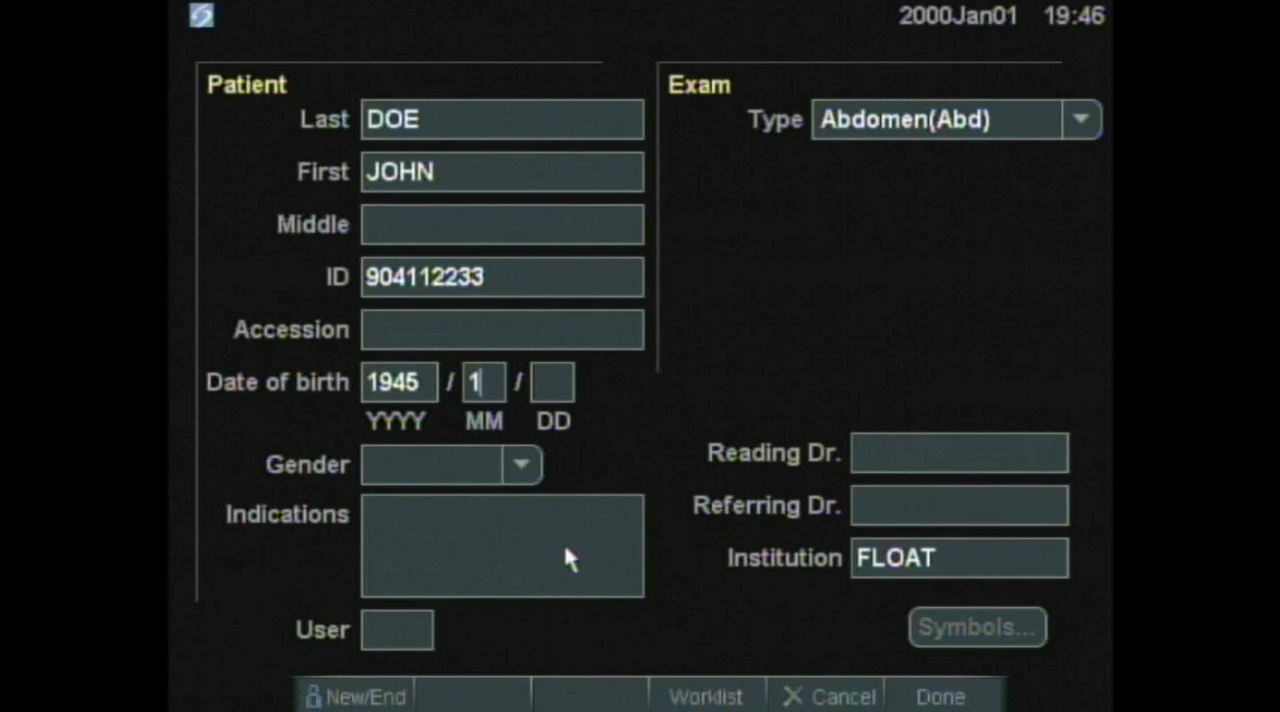 2000Jan01 19:46
Patient
Last DOE
First JOHN
Middle
ID 904112233
Accession
Date of birth 1945 / 1 /
YYYY MM DD
Gender
Indications
User
Exam
Type Abdomen(Abd)
Reading Dr.
Referring Dr.
Institution FLOAT
Symbols...
New/End Worklist Cancel Done